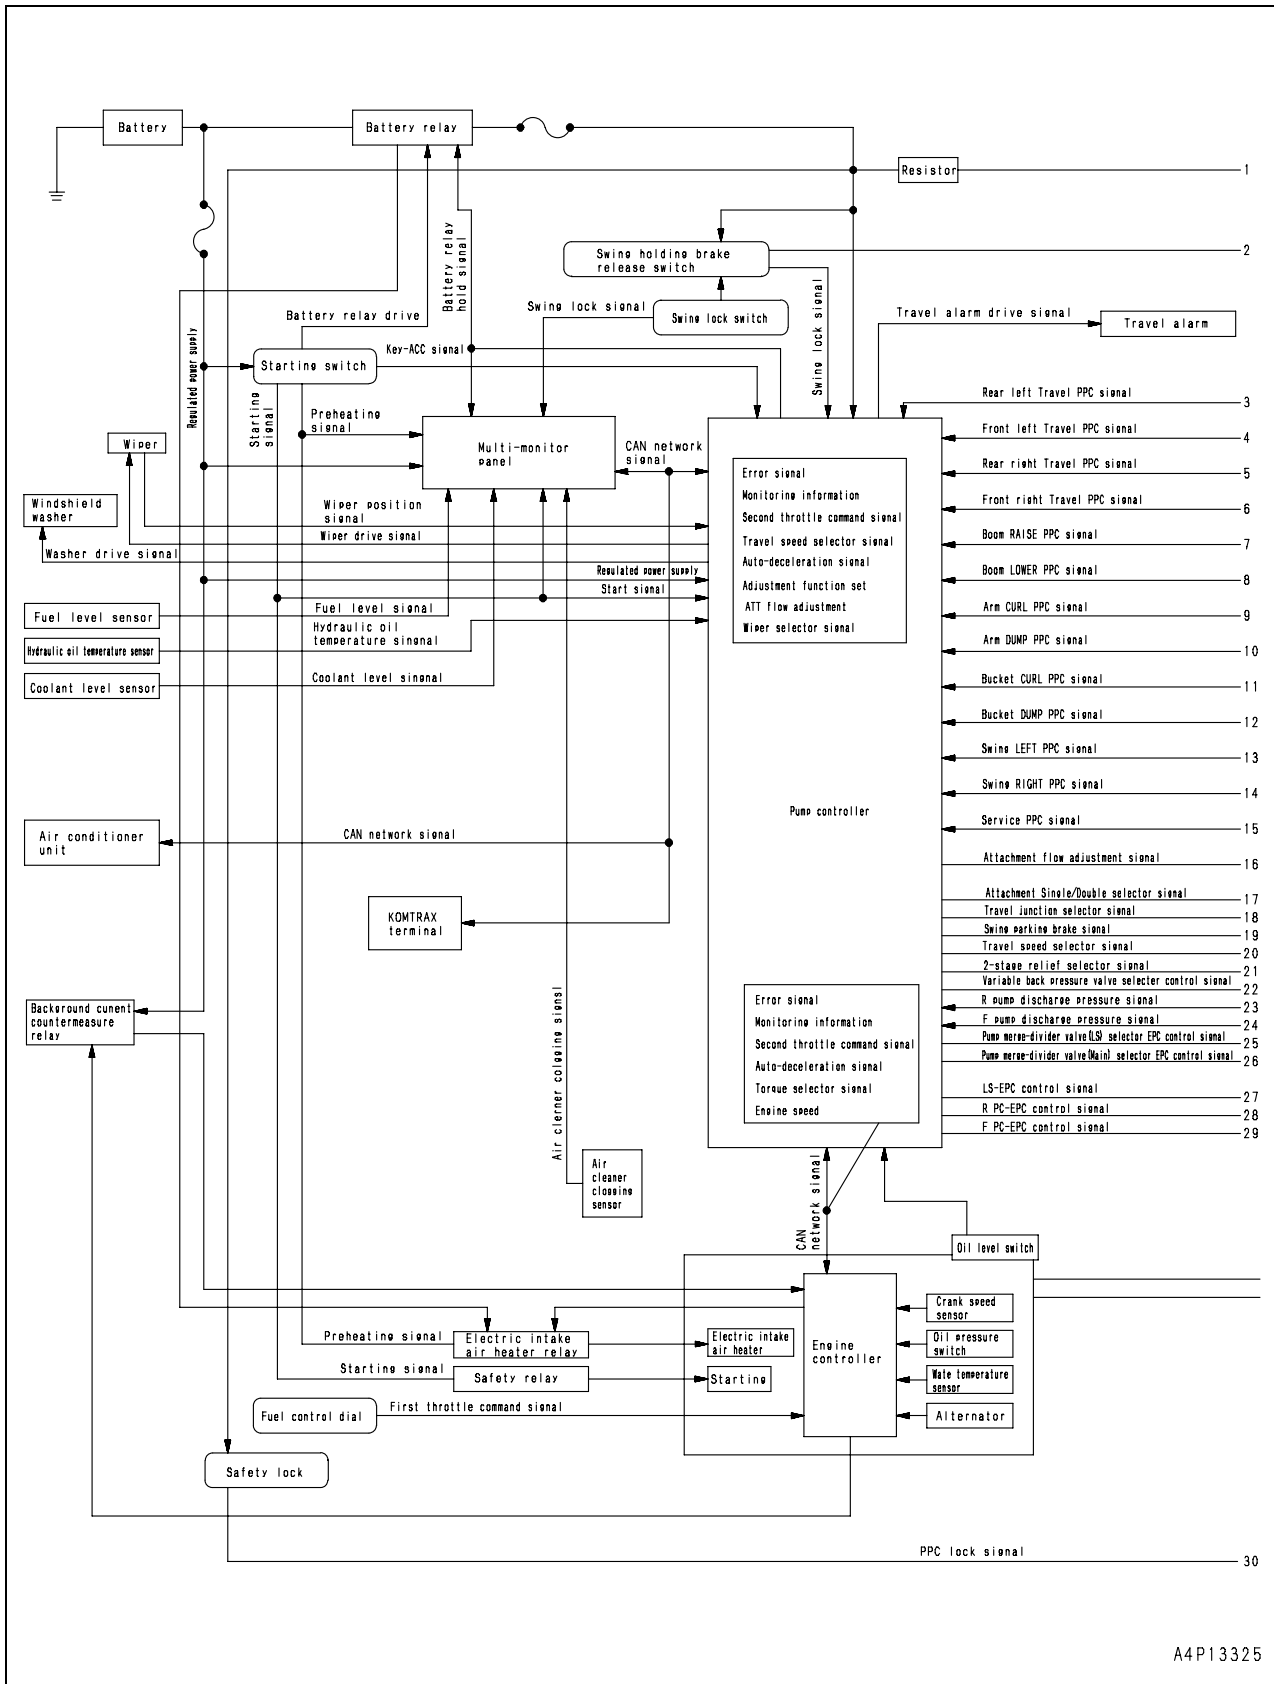 Battery
Battery relay
Resistor
1
Swing holding brake
release switch
2
Battery relay
hold signal
Swing lock signal
Swing lock switch
Swing lock signal
Travel alarm drive signal
Travel alarm
Battery relay drive
Key-ACC signal
Regulated power supply
Starting switch
Starting
signal
Preheating
signal
Wiper
Multi-monitor
panel
CAN network
signal
Windshield
washer
Wiper position
signal
Wiper drive signal
Washer drive signal
Regulated power supply
Start signal
Fuel level sensor
Fuel level signal
Hydraulic oil temperature sensor
Hydraulic oil
temperature singinal
Coolant level sensor
Coolant level singinal
Error signal
Monitoring information
Second throttle command signal
Travel speed selector signal
Auto-deceleration signal
Adjustment function set
ATT flow adjustment
Wiper selector signal
Pump controller
Rear left Travel PPC signal
3
Front left Travel PPC signal
4
Rear right Travel PPC signal
5
Front right Travel PPC signal
6
Boom RAISE PPC signal
7
Boom LOWER PPC signal
8
Arm CURL PPC signal
9
Arm DUMP PPC signal
10
Bucket CURL PPC signal
11
Bucket DUMP PPC signal
12
Swing LEFT PPC signal
13
Swing RIGHT PPC signal
14
Service PPC signal
15
Attachment flow adjustment signal
16
Attachment Single/Double selector signal
17
Travel junction selector signal
18
Swing parking brake signal
19
Travel speed selector signal
20
2-stage relief selector signal
21
Variable back pressure valve selecter control signal
22
R pump discharge pressure signal
23
F pump discharge pressure signal
24
Pump merge-divider valve(LS) selector EPC control signal
25
Pump merge-divider valve(Main) selector EPC control signal
26
LS-EPC control signal
27
R PC-EPC control signal
28
F PC-EPC control signal
29
Air conditioner
unit
CAN network signal
KOMTRAX
terminal
Background cunent
countermeasure
relay
Air clerner cologging signsl
Error signal
Monitoring information
Second throttle command signal
Auto-deceleration signal
Torque selector signal
Engine speed
Air
cleaner
clogging
sensor
CAN
network signal
Oil level switch
Engine
controller
Crank speed
sensor
Oil pressure
switch
Wate temperature
sensor
Alternator
Preheating signal
Electric intake
air heater relay
Electric intake
air heater
Starting signal
Safety relay
Starting
Fuel control dial
First throttle command signal
Safety lock
PPC lock signal
30
A4P13325